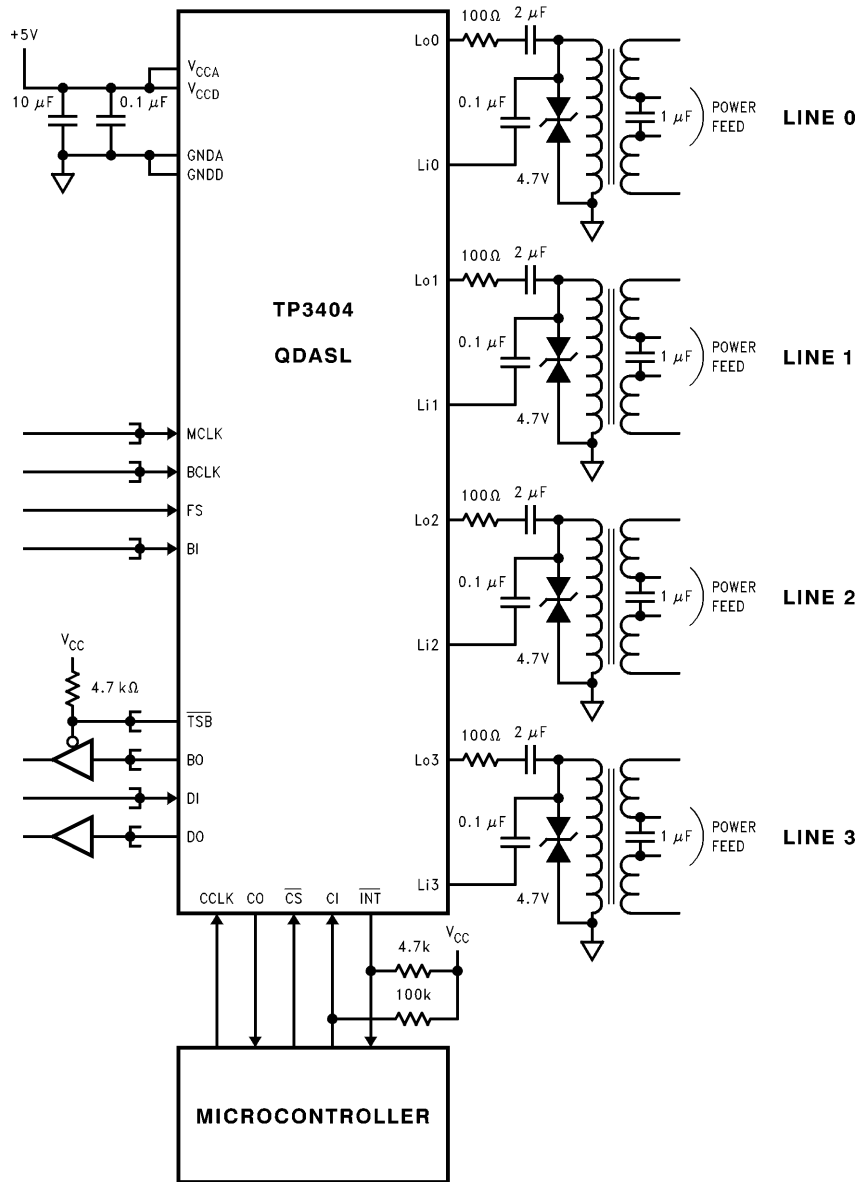 +5V
10 μF
0.1 μF
VCCA
VCCD
GNDA
GNDD
TP3404
QDASL
MCLK
BCLK
FS
BI
VCC
4.7kΩ
TSB
BO
DI
DO
CCLK CO CS CI INT
VCC
4.7k
100k
MICROCONTROLLER
Lo0
100Ω
2 μF
0.1 μF
Li0
4.7V
1 μF
POWER
FEED
LINE 0
Lo1
100Ω
2 μF
0.1 μF
Li1
4.7V
1 μF
POWER
FEED
LINE 1
Lo2
100Ω
2 μF
0.1 μF
Li2
4.7V
1 μF
POWER
FEED
LINE 2
Lo3
100Ω
2 μF
0.1 μF
Li3
4.7V
1 μF
POWER
FEED
LINE 3